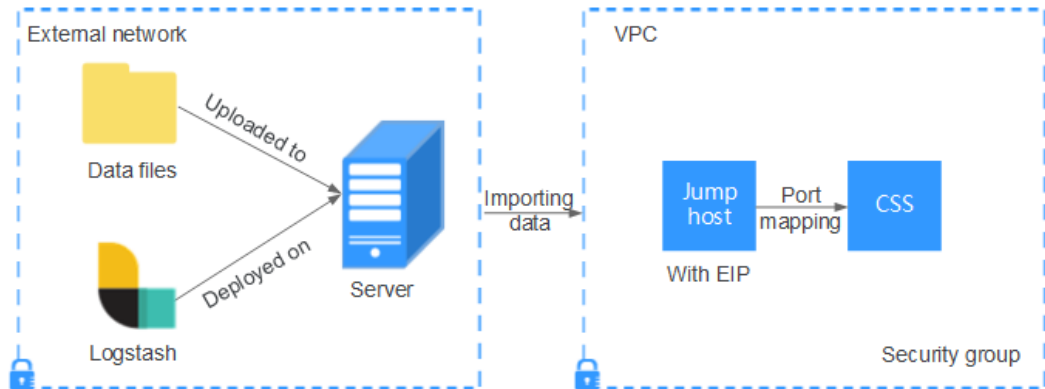 External network
Uploaded to
Data files
Deployed on
Server
Logstash
Importing
data
VPC
Jump
host
Port
mapping
CSS
With EIP
Security group